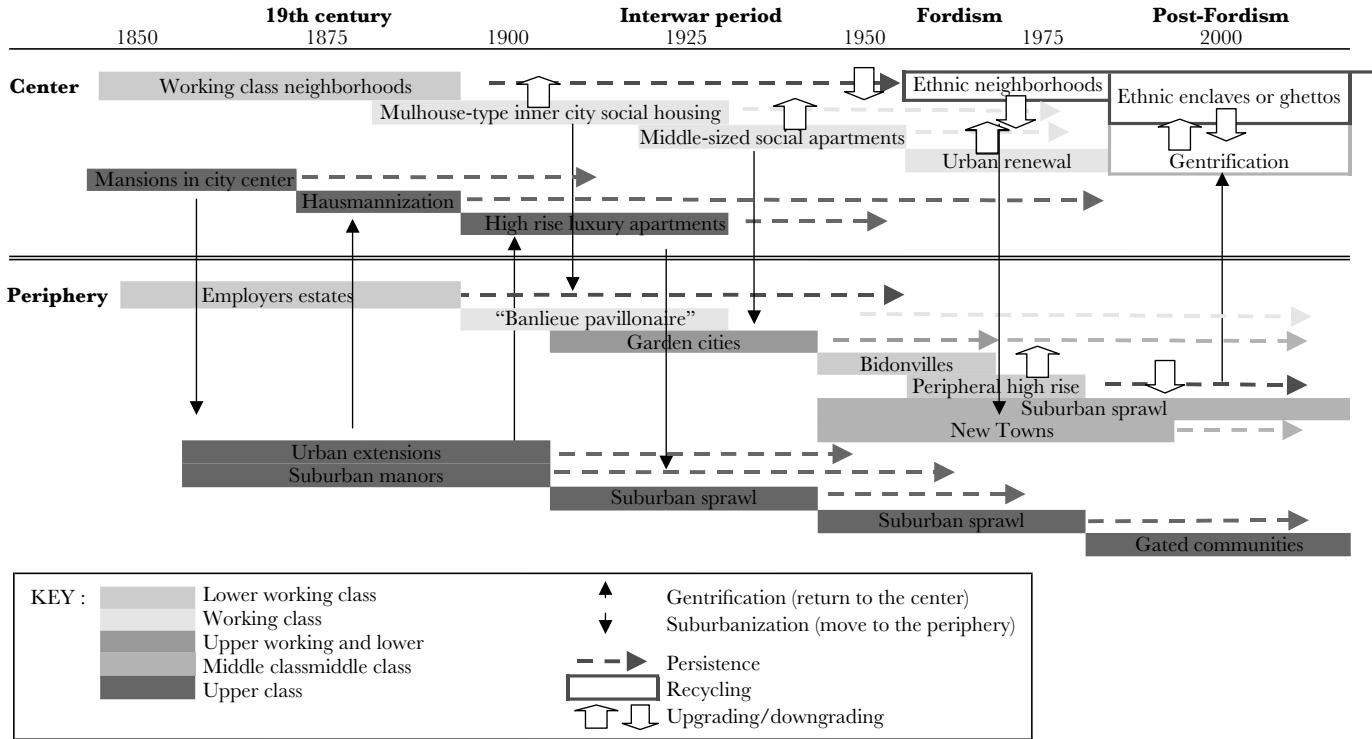 19th century Interwar period Fordism Post-Fordism
1850 1875 1900 1925 1950 1975 2000
Center
Working class neighborhoods
Ethnic neighborhoods
Ethnic enclaves or ghettos
Mulhouse-type inner city social housing
Middle-sized social apartments
Urban renewal
Gentrification
Mansions in city center
Hausmannization
High rise luxury apartments
Periphery
Employers estates
“Banlieue pavillonaire”
Garden cities
Bidonvilles
Peripheral high rise
Suburban sprawl
New Towns
Urban extensions
Suburban manors
Suburban sprawl
Suburban sprawl
Gated communities
KEY :
Lower working class
Working class
Upper working and lower
Middle classmiddle class
Upper class
Gentrification (return to the center)
Suburbanization (move to the periphery)
Persistence
Recycling
Upgrading/downgrading